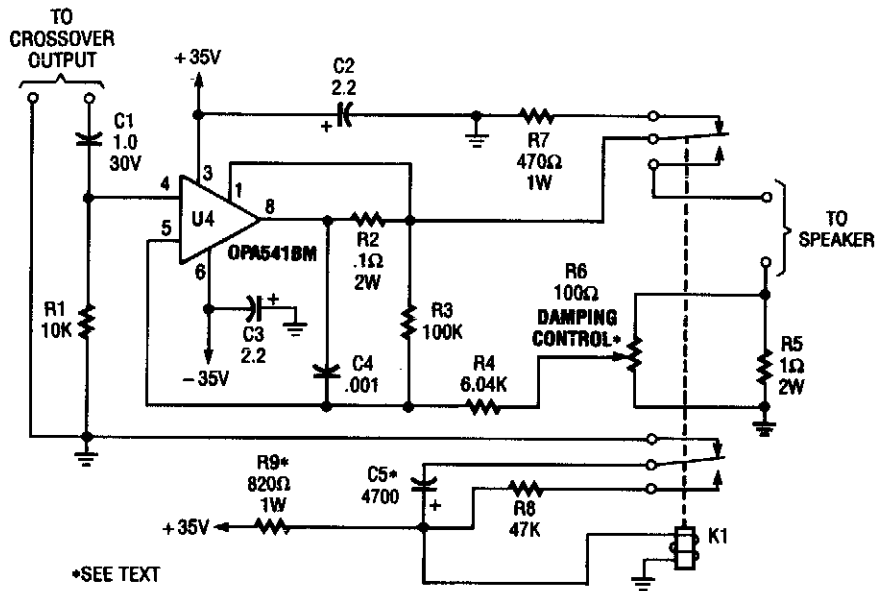 TO
CROSSOVER
OUTPUT
+35V
C2
2.2
+
C1
1.0
30V
R7
470Ω
1W
3
1
4
U4
8
5
6
OPA541BM
R2
.1Ω
2W
TO
SPEAKER
R1
10K
+
C3
2.2
-35V
R3
100K
R6
100Ω
DAMPING
CONTROL*
C4
.001
R4
6.04K
R5
1Ω
2W
R9*
820Ω
1W
C5*
4700
+
R8
47K
+35V
K1
*SEE TEXT